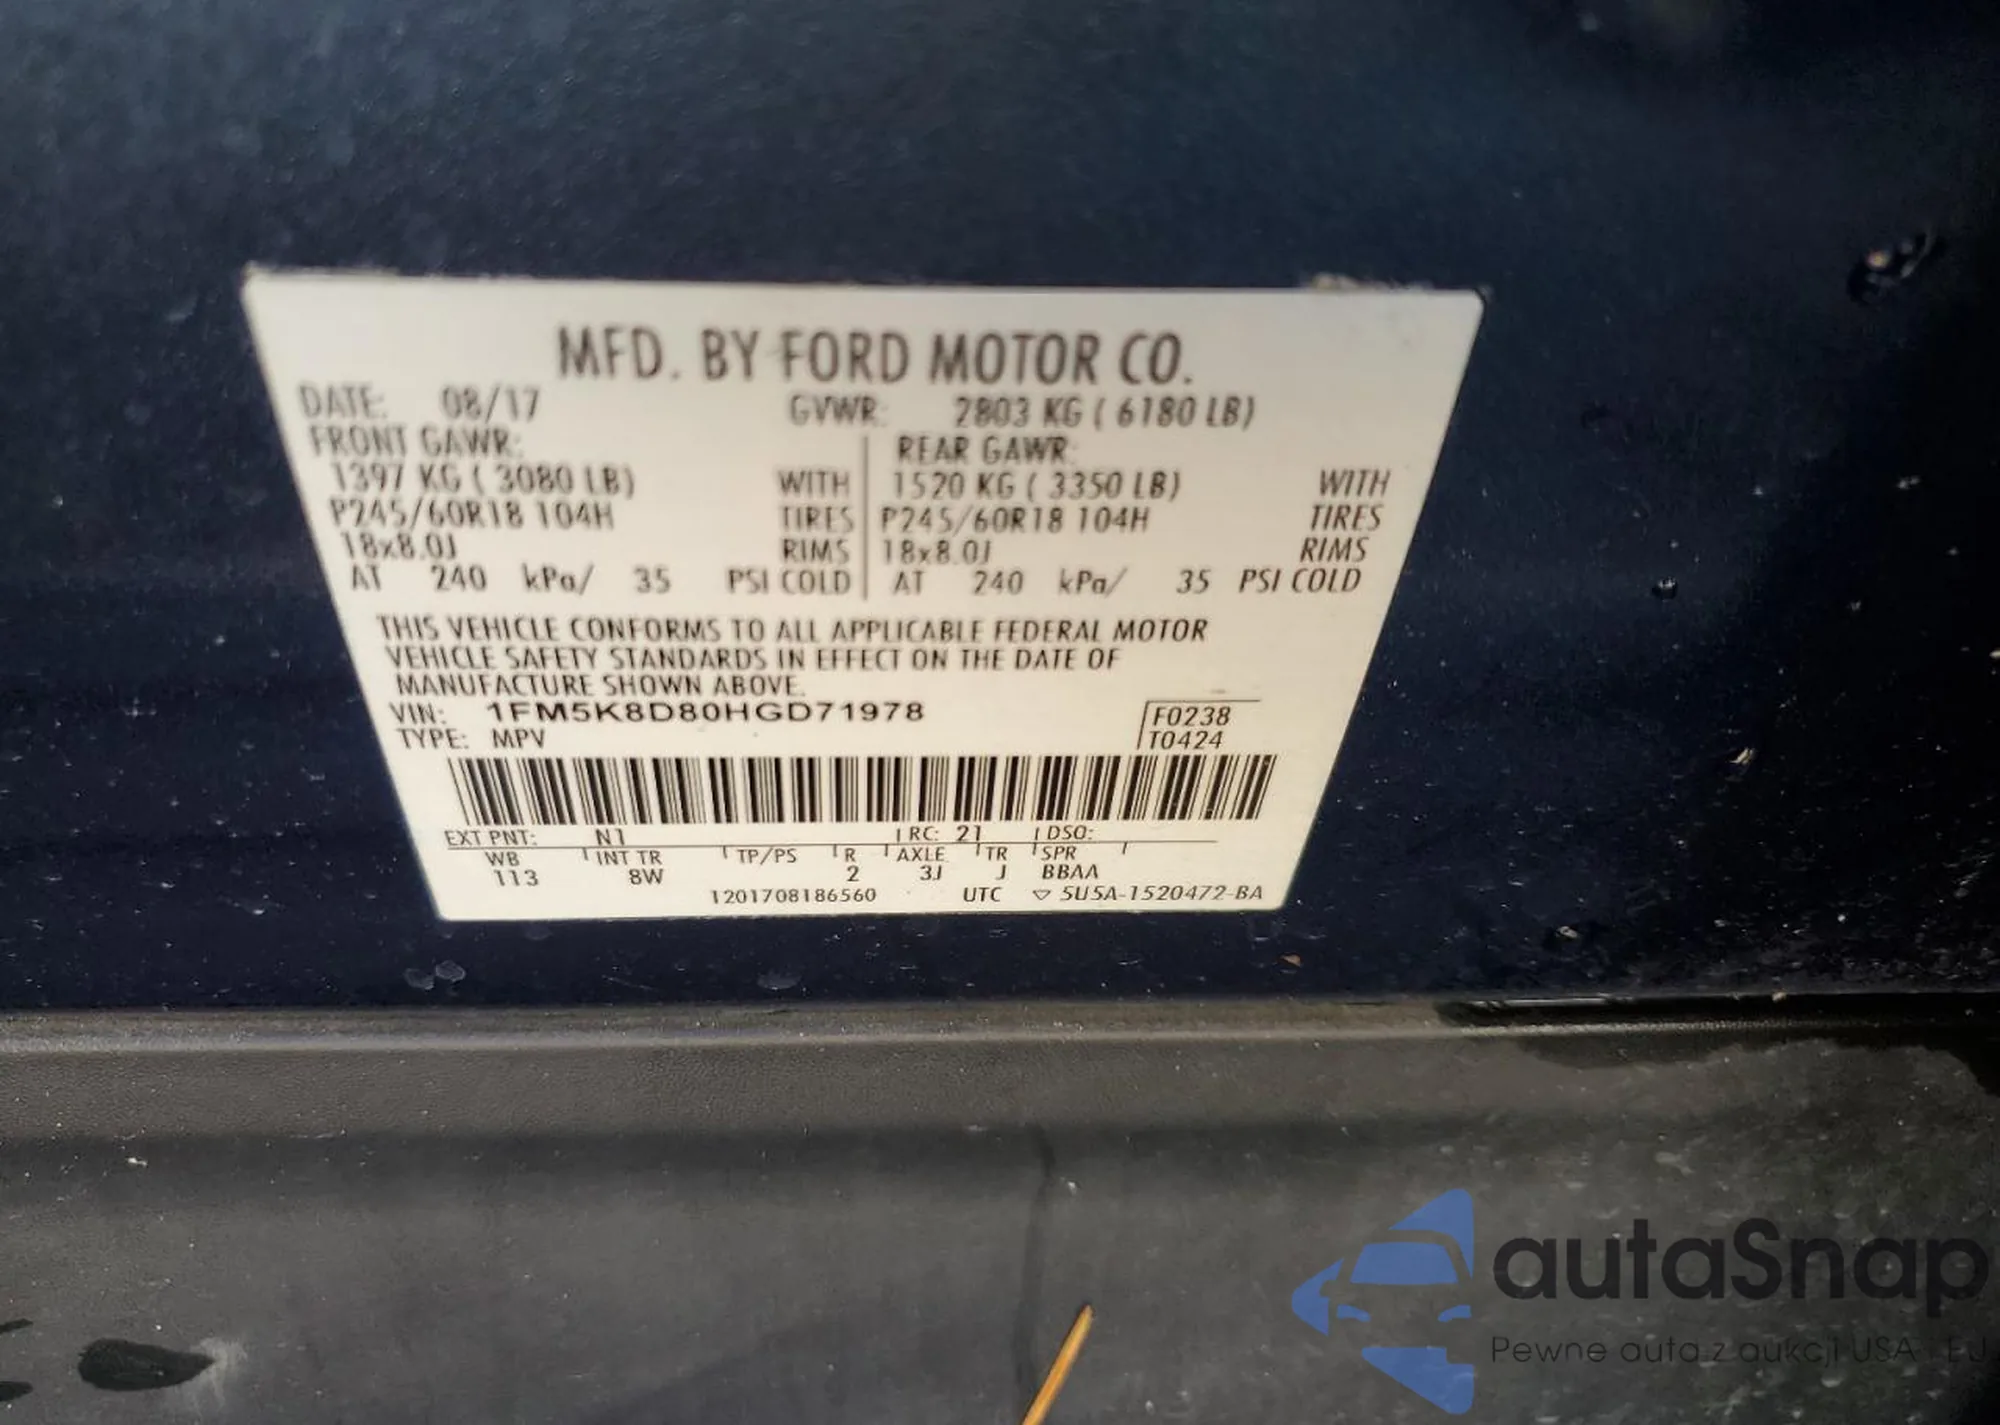 MFD. BY FORD MOTOR CO.
DATE: 08/17 GVWR: 2803 KG ( 6180 LB)
FRONT GAWR: REAR GAWR:
1397 KG ( 3080 LB) WITH 1520 KG ( 3350 LB) WITH
P245/60R18 104H TIRES P245/60R18 104H TIRES
18x8.0J RIMS 18x8.0J RIMS
AT 240 kPa/ 35 PSI COLD AT 240 kPa/ 35 PSI COLD
THIS VEHICLE CONFORMS TO ALL APPLICABLE FEDERAL MOTOR
VEHICLE SAFETY STANDARDS IN EFFECT ON THE DATE OF
MANUFACTURE SHOWN ABOVE.
VIN: 1FM5K8D80HGD71978 F0238
TYPE: MPV T0424
EXT PNT: N1 RC: 21 DSO:
WB INT TR TP/PS R AXLE TR SPR
113 8W 2 3J J BBAA
1201708186560 UTC ▽ 5U5A-1520472-BA
autaSnap
Pewne auta z aukcji USA i EU